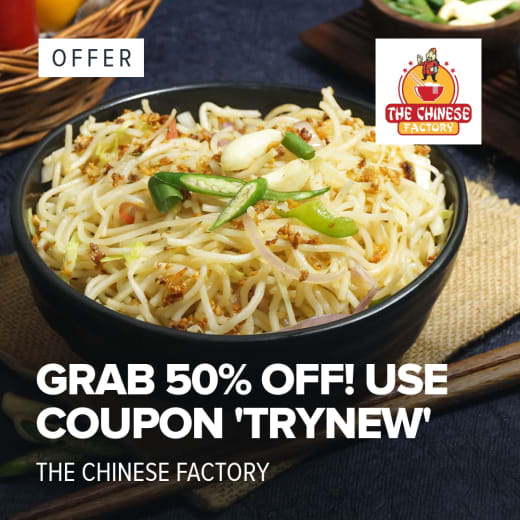 OFFER
THE CHINESE
FACTORY
GRAB 50% OFF! USE
COUPON 'TRYNEW'
THE CHINESE FACTORY